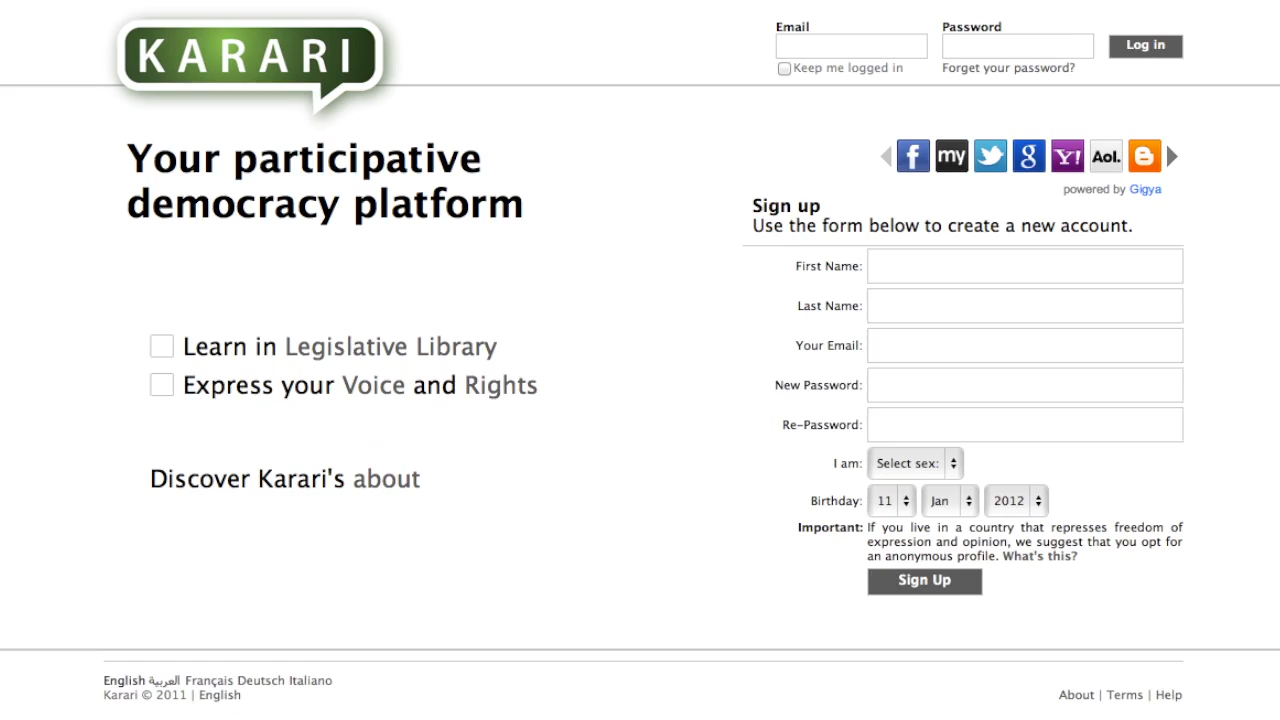 KARARI
Email
Password
Log in
Keep me logged in
Forget your password?
Your participative
democracy platform
f my g Y! Aol. B
powered by Gigya
Sign up
Use the form below to create a new account.
First Name:
Last Name:
Your Email:
New Password:
Re-Password:
I am: Select sex:
Birthday: 11 Jan 2012
Important: If you live in a country that represses freedom of
expression and opinion, we suggest that you opt for
an anonymous profile. What's this?
Sign Up
Learn in Legislative Library
Express your Voice and Rights
Discover Karari's about
English العربية Français Deutsch Italiano
Karari © 2011 | English
About | Terms | Help